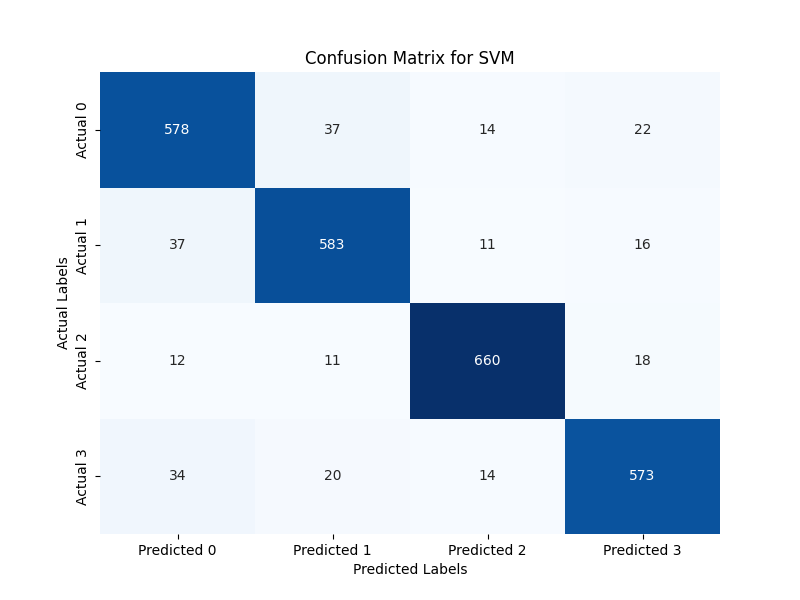 Confusion Matrix for SVM
Actual Labels
Actual 0
578 37 14 22
Actual 1
37 583 11 16
Actual 2
12 11 660 18
Actual 3
34 20 14 573
Predicted 0 Predicted 1 Predicted 2 Predicted 3
Predicted Labels